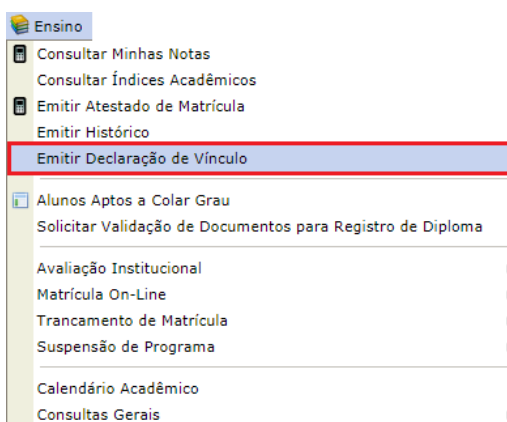 Ensino
Consultar Minhas Notas
Consultar Índices Acadêmicos
Emitir Atestado de Matrícula
Emitir Histórico
Emitir Declaração de Vínculo
Alunos Aptos a Colar Grau
Solicitar Validação de Documentos para Registro de Diploma
Avaliação Institucional
Matrícula On-Line
Trancamento de Matrícula
Suspensão de Programa
Calendário Acadêmico
Consultas Gerais